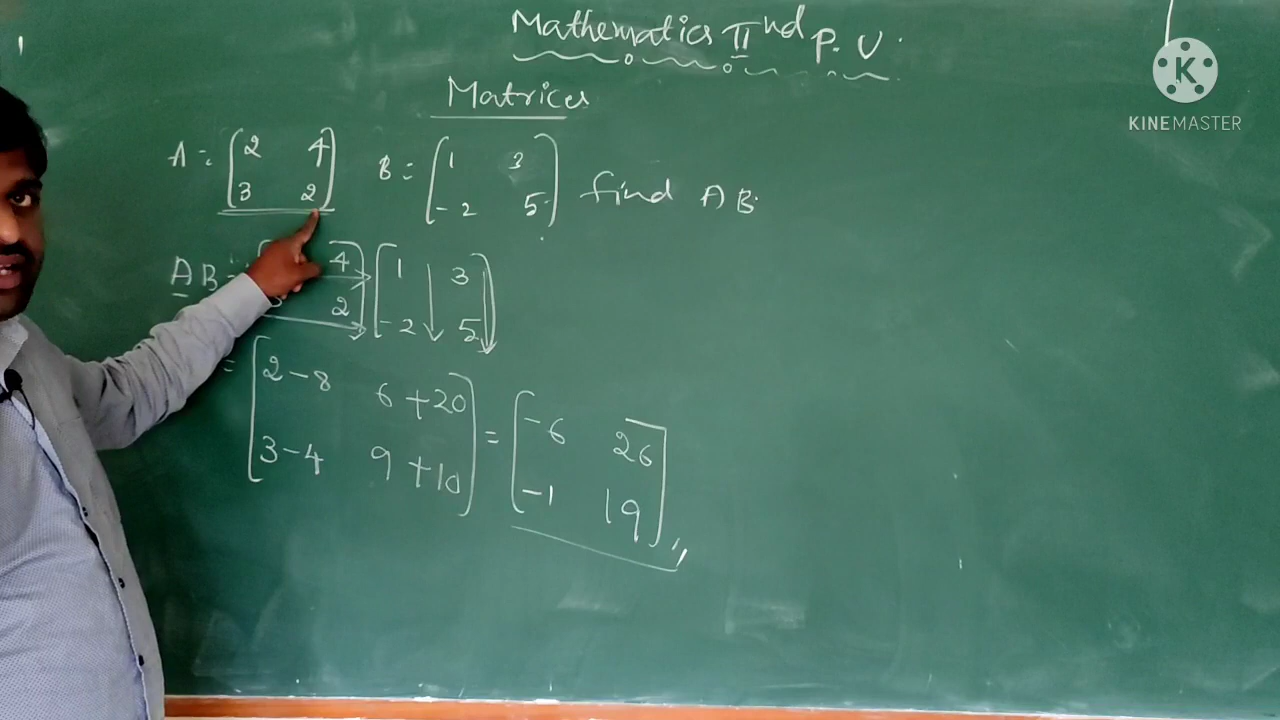 Mathematics IInd P.U.
Matrices
A = [2 4 3 2] B = [1 3 -2 5] find AB.
AB = [4 2] [1 3 -2 5]
= [2-8 6+20 3-4 9+10] = [-6 26 -1 19]
K
KINEMASTER